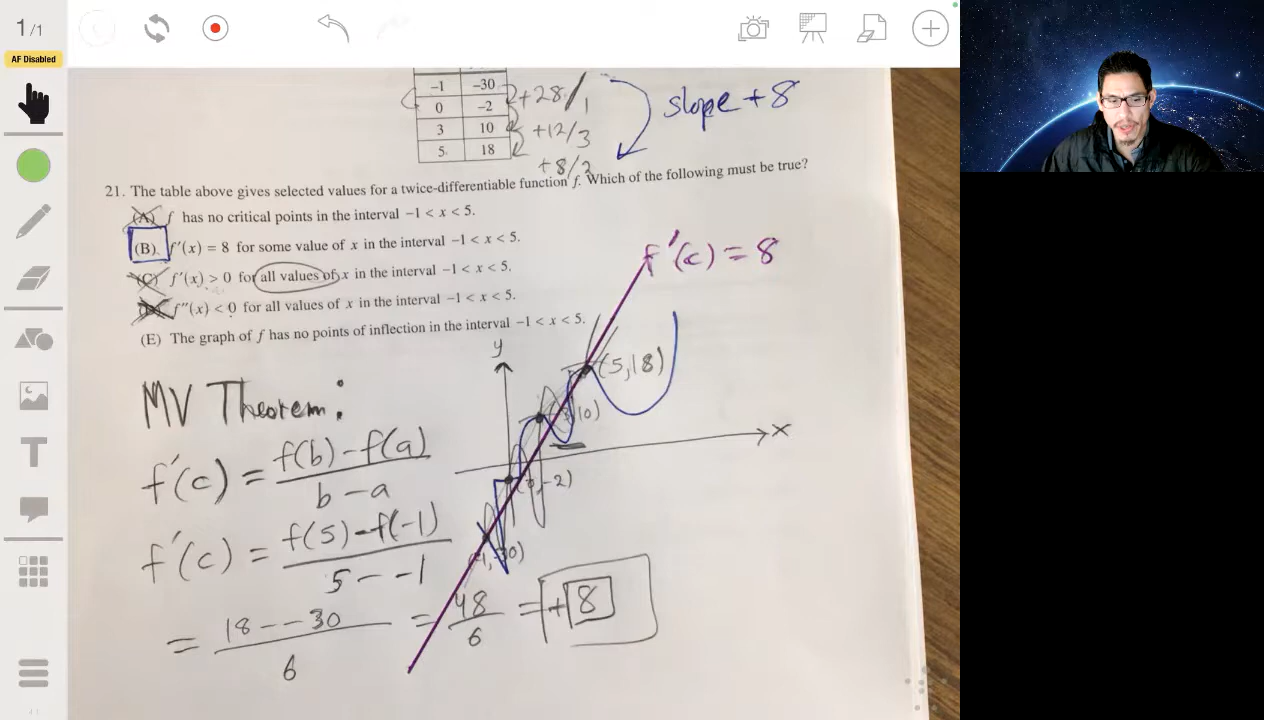 1/1
AF Disabled
-1 -30
0 -2
3 10
5 18
+28/1
+12/3
+8/2
slope +8
21. The table above gives selected values for a twice-differentiable function f. Which of the following must be true?
(A) f has no critical points in the interval -1 < x < 5.
(B) f'(x) = 8 for some value of x in the interval -1 < x < 5.
(C) f'(x) > 0 for all values of x in the interval -1 < x < 5.
(D) f''(x) < 0 for all values of x in the interval -1 < x < 5.
(E) The graph of f has no points of inflection in the interval -1 < x < 5.
f'(c) = 8
y
(5,18)
10)
x
, -2)
(-1,-30)
MV Theorem:
f'(c) = f(b) - f(a) / b - a
f'(c) = f(5) - f(-1) / 5 - -1
= 18 - -30 / 6 = 48 / 6 = +8
T